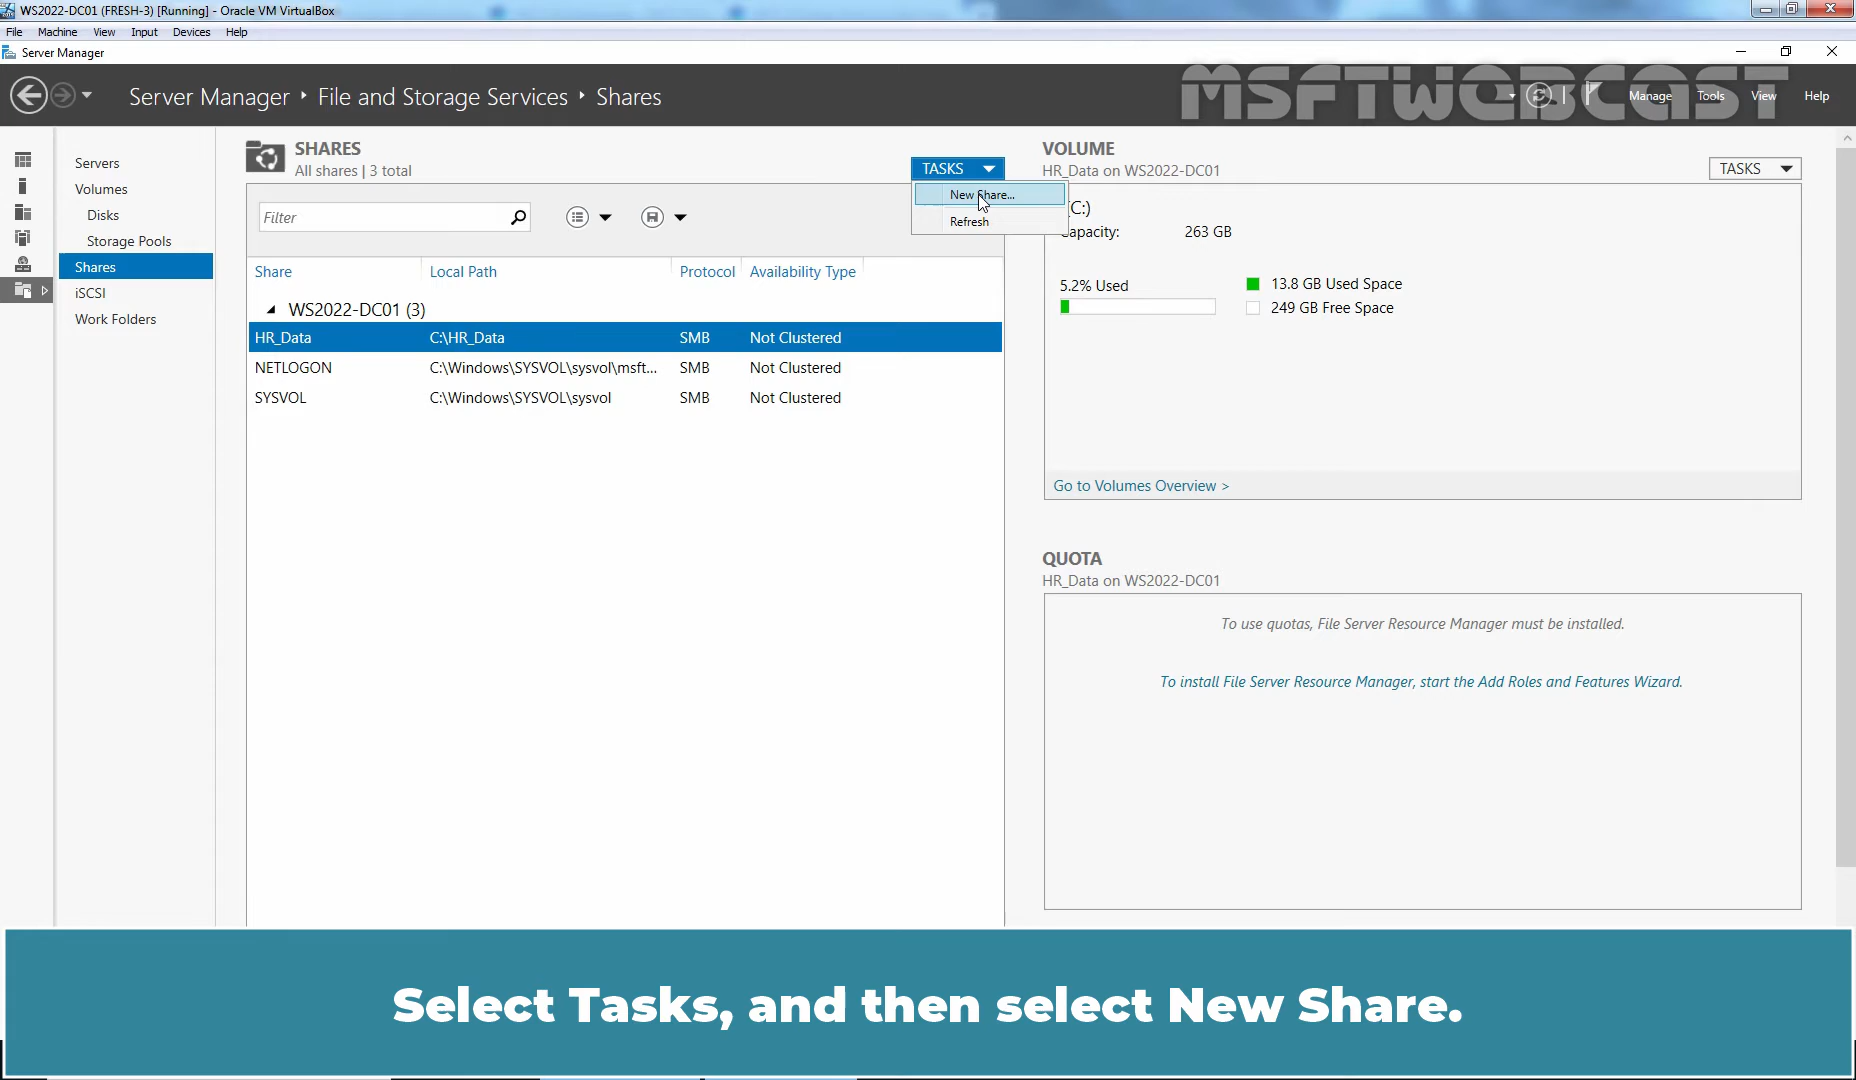 WS2022-DC01 (FRESH-3) [Running] - Oracle VM VirtualBox
File Machine View Input Devices Help
Server Manager
Server Manager File and Storage Services Shares
MSFTWEBCAST
Manage Tools View Help
Servers
Volumes
Disks
Storage Pools
Shares
iSCSI
Work Folders
SHARES
All shares | 3 total
TASKS
New Share...
Refresh
Filter
Share Local Path Protocol Availability Type
WS2022-DC01 (3)
HR_Data C:\HR_Data SMB Not Clustered
NETLOGON C:\Windows\SYSVOL\sysvol\msft... SMB Not Clustered
SYSVOL C:\Windows\SYSVOL\sysvol SMB Not Clustered
VOLUME
HR_Data on WS2022-DC01
TASKS
(C:)
Capacity: 263 GB
5.2% Used
13.8 GB Used Space
249 GB Free Space
Go to Volumes Overview >
QUOTA
HR_Data on WS2022-DC01
To use quotas, File Server Resource Manager must be installed.
To install File Server Resource Manager, start the Add Roles and Features Wizard.
Select Tasks, and then select New Share.